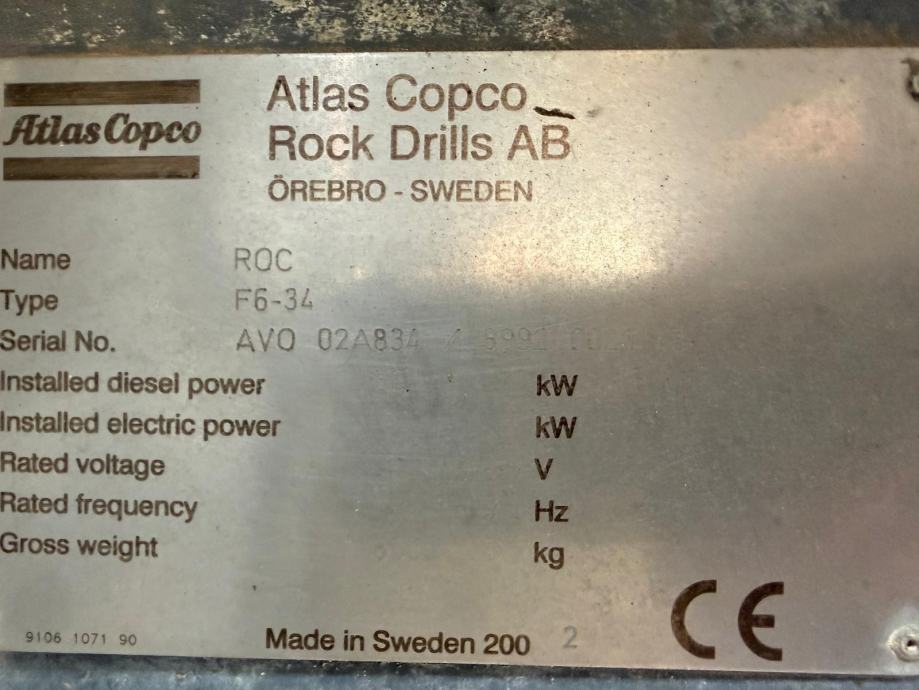 Atlas Copco
Atlas Copco
Rock Drills AB
ÖREBRO - SWEDEN
Name ROC
Type F6-34
Serial No. AVO 02A834
Installed diesel power kW
Installed electric power kW
Rated voltage V
Rated frequency Hz
Gross weight kg
9106 1071 90
Made in Sweden 200 2
CE